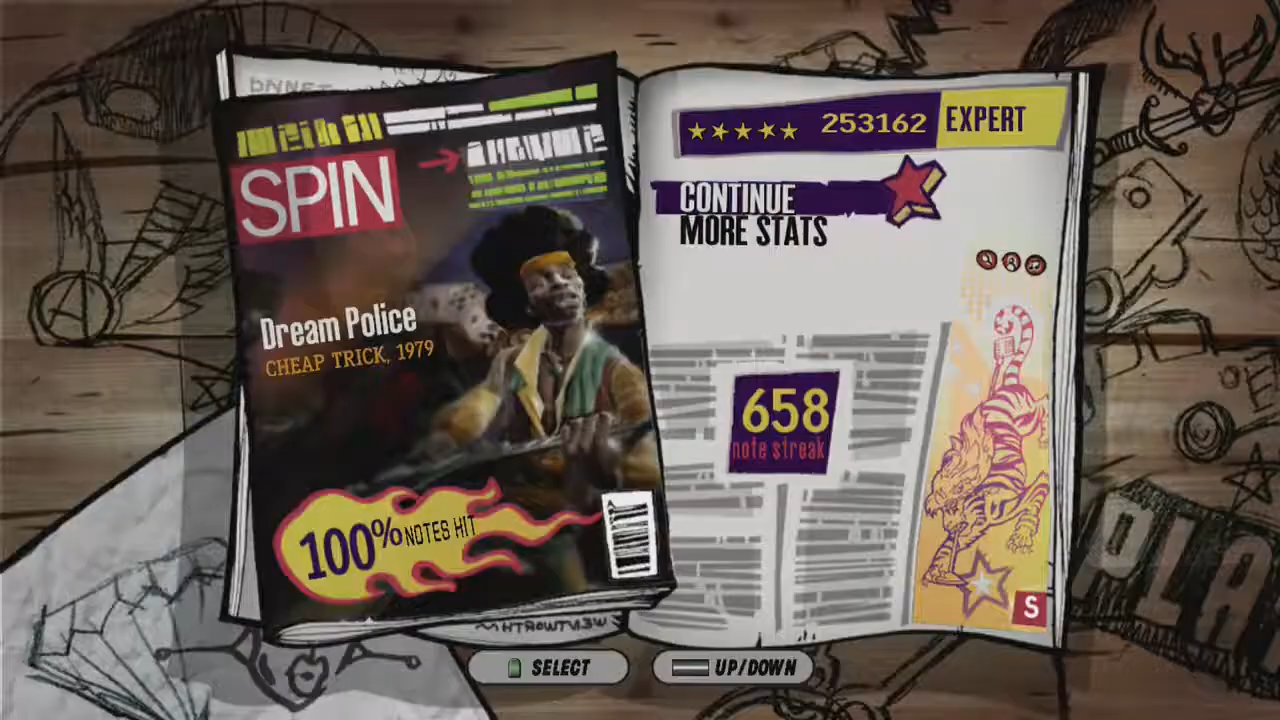 SPIN
Dream Police
CHEAP TRICK, 1979
100% NOTES HIT
253162 EXPERT
CONTINUE
MORE STATS
658
note streak
S
PLA
SELECT
UP/DOWN